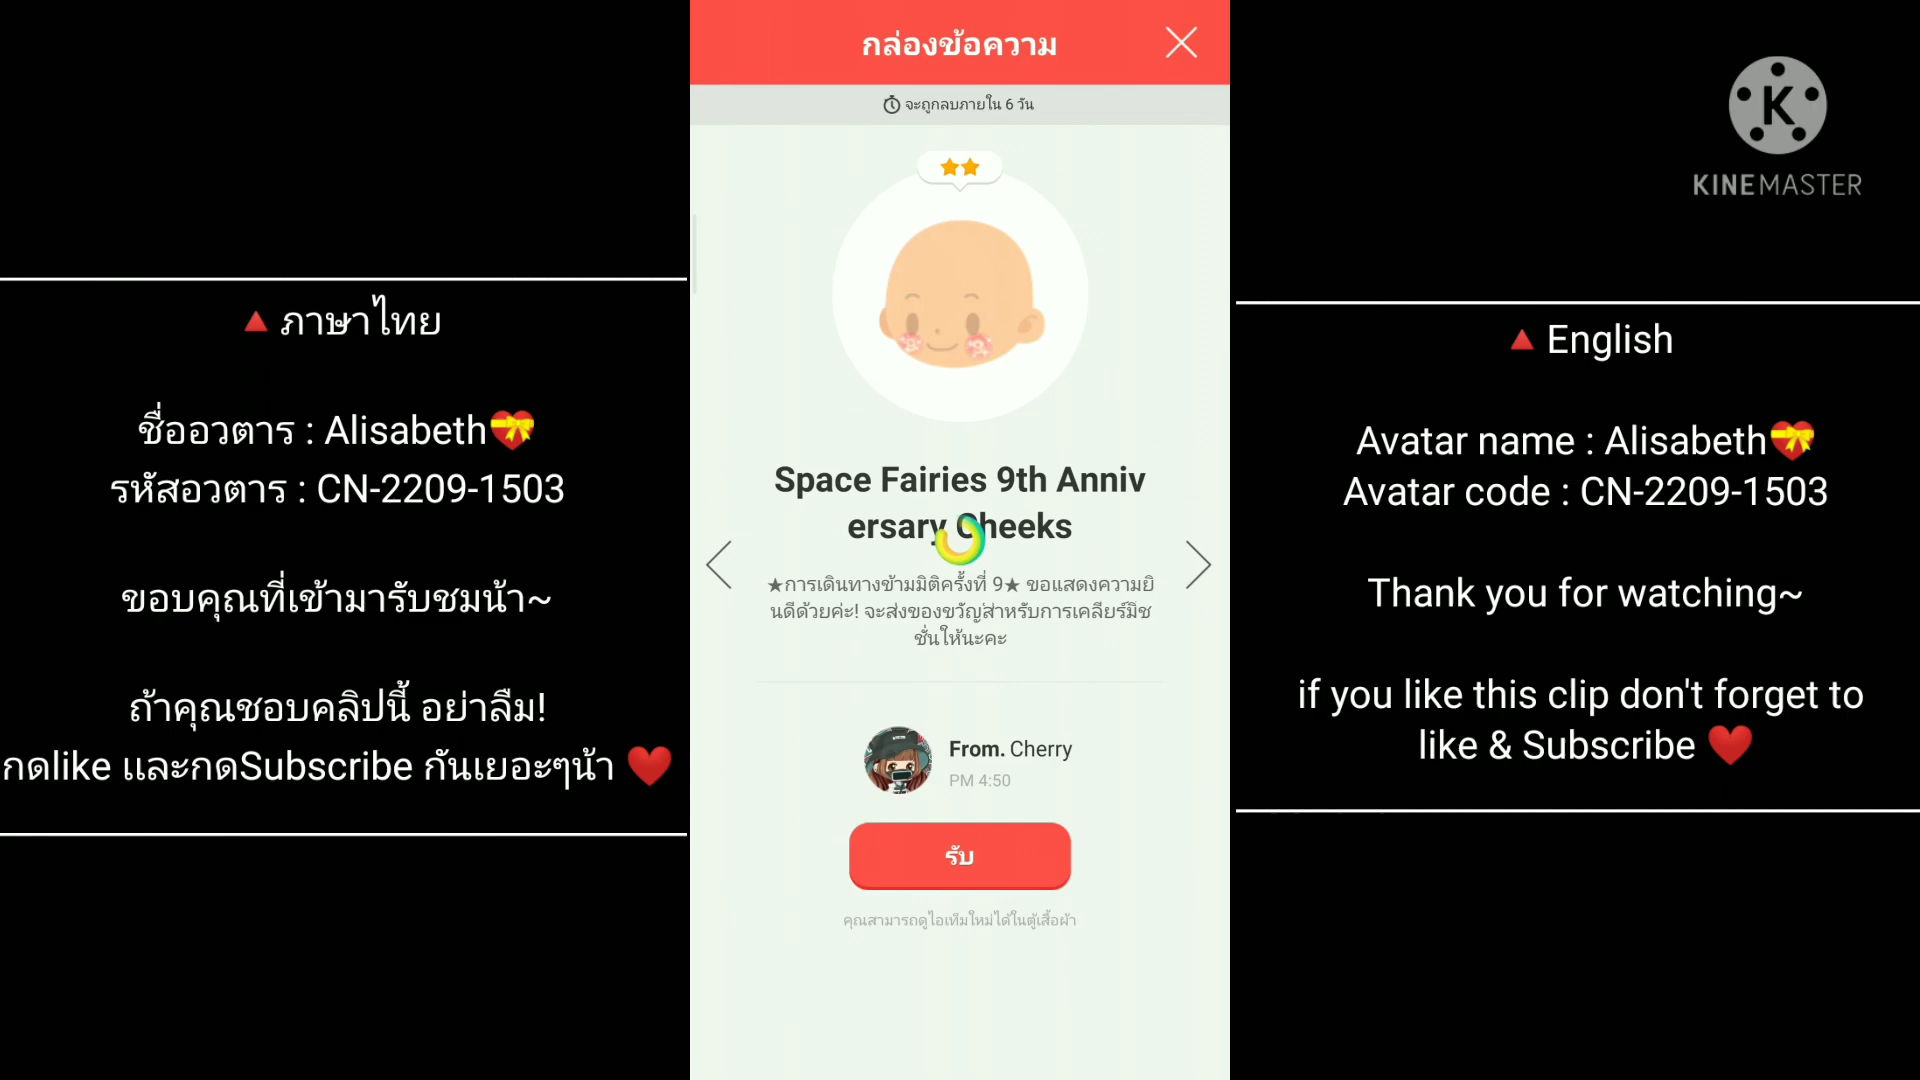 🔺ภาษาไทย
ชื่ออวตาร : Alisabeth💝
รหัสอวตาร : CN-2209-1503
ขอบคุณที่เข้ามารับชมน้า~
ถ้าคุณชอบคลิปนี้ อย่าลืม!
กดlike และกดSubscribe กันเยอะๆน้า ❤️
กล่องข้อความ
จะถูกลบภายใน 6 วัน
Space Fairies 9th Anniv
ersary Cheeks
★การเดินทางข้ามมิติครั้งที่ 9★ ขอแสดงความยิ
นดีด้วยค่ะ! จะส่งของขวัญสำหรับการเคลียร์มิช
ชั่นให้นะคะ
From. Cherry
PM 4:50
รับ
คุณสามารถดูไอเท็มใหม่ได้ในตู้เสื้อผ้า
K
KINEMASTER
🔺English
Avatar name : Alisabeth💝
Avatar code : CN-2209-1503
Thank you for watching~
if you like this clip don't forget to
like & Subscribe ❤️